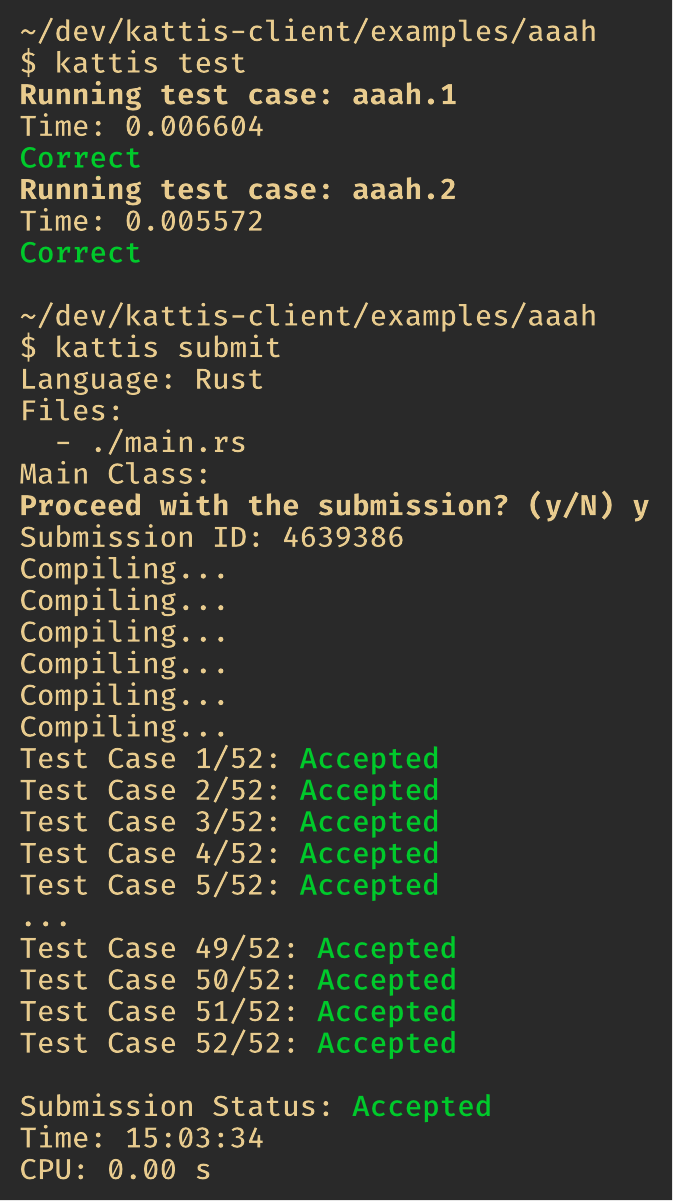 ~/dev/kattis-client/examples/aaah
$ kattis test
Running test case: aaah.1
Time: 0.006604
Correct
Running test case: aaah.2
Time: 0.005572
Correct

~/dev/kattis-client/examples/aaah
$ kattis submit
Language: Rust
Files:
  - ./main.rs
Main Class:
Proceed with the submission? (y/N) y
Submission ID: 4639386
Compiling...
Compiling...
Compiling...
Compiling...
Compiling...
Compiling...
Test Case 1/52: Accepted
Test Case 2/52: Accepted
Test Case 3/52: Accepted
Test Case 4/52: Accepted
Test Case 5/52: Accepted
...
Test Case 49/52: Accepted
Test Case 50/52: Accepted
Test Case 51/52: Accepted
Test Case 52/52: Accepted

Submission Status: Accepted
Time: 15:03:34
CPU: 0.00 s